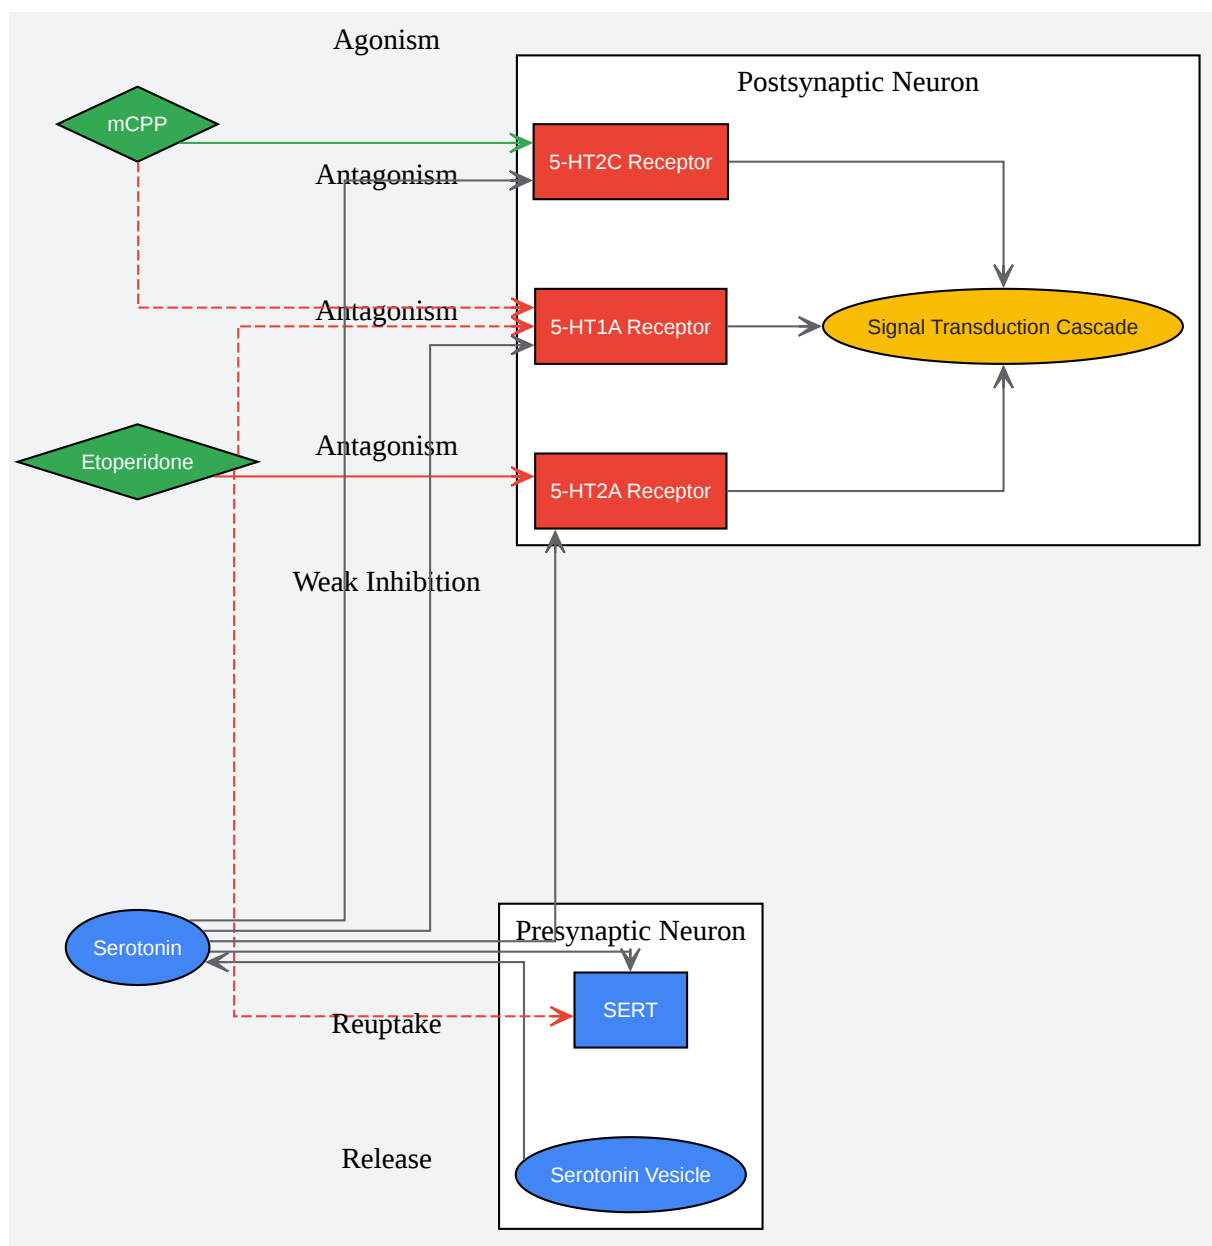 Agonism
Postsynaptic Neuron
mCPP
5-HT2C Receptor
Antagonism
Antagonism
5-HT1A Receptor
Signal Transduction Cascade
Antagonism
Etoperidone
5-HT2A Receptor
Weak Inhibition
Presynaptic Neuron
Serotonin
SERT
Reuptake
Release
Serotonin Vesicle